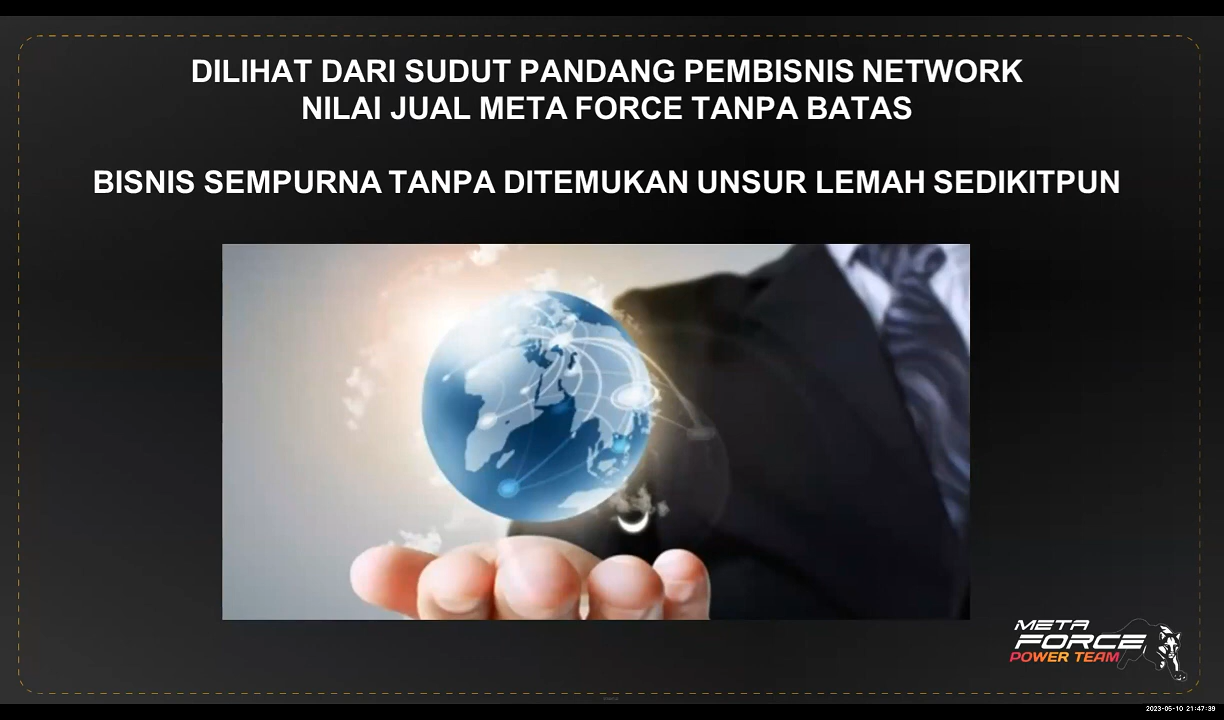 DILIHAT DARI SUDUT PANDANG PEMBISNIS NETWORK
NILAI JUAL META FORCE TANPA BATAS
BISNIS SEMPURNA TANPA DITEMUKAN UNSUR LEMAH SEDIKITPUN
META
FORCE
POWER TEAM
2023-05-10 21:47:39